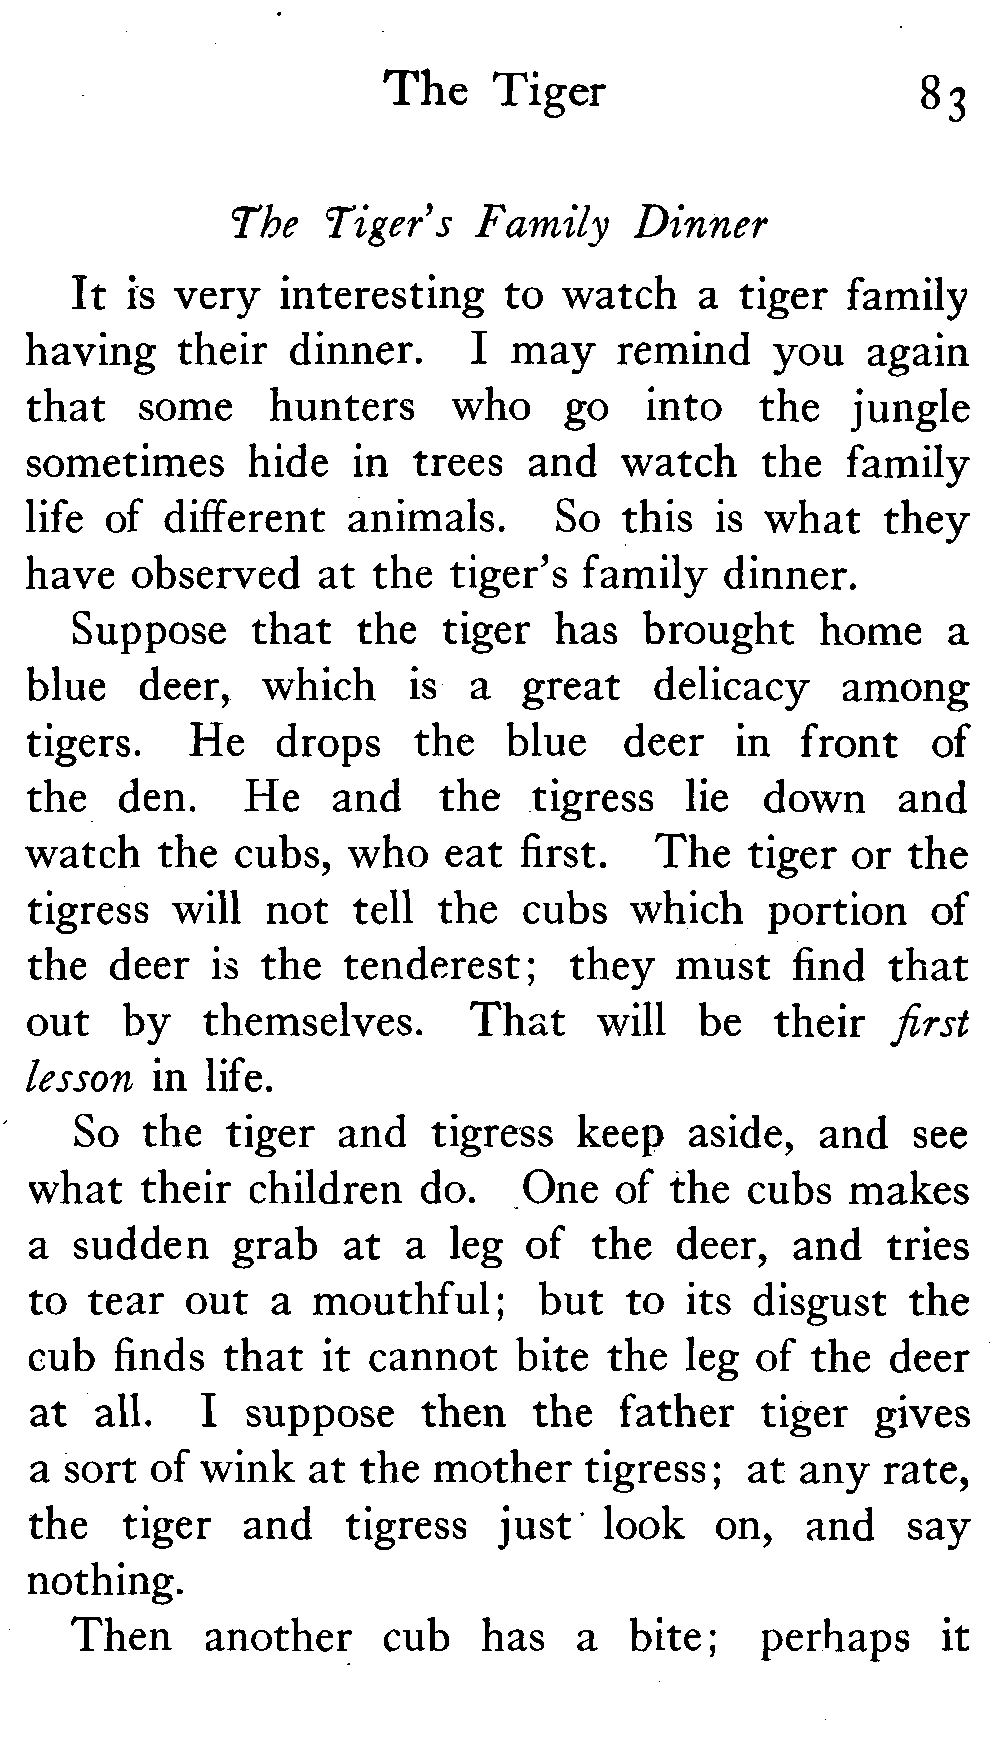 The Tiger 83
The Tiger's Family Dinner
It is very interesting to watch a tiger family
having their dinner. I may remind you again
that some hunters who go into the jungle
sometimes hide in trees and watch the family
life of different animals. So this is what they
have observed at the tiger's family dinner.
Suppose that the tiger has brought home a
blue deer, which is a great delicacy among
tigers. He drops the blue deer in front of
the den. He and the tigress lie down and
watch the cubs, who eat first. The tiger or the
tigress will not tell the cubs which portion of
the deer is the tenderest; they must find that
out by themselves. That will be their first
lesson in life.
So the tiger and tigress keep aside, and see
what their children do. One of the cubs makes
a sudden grab at a leg of the deer, and tries
to tear out a mouthful; but to its disgust the
cub finds that it cannot bite the leg of the deer
at all. I suppose then the father tiger gives
a sort of wink at the mother tigress; at any rate,
the tiger and tigress just look on, and say
nothing.
Then another cub has a bite; perhaps it